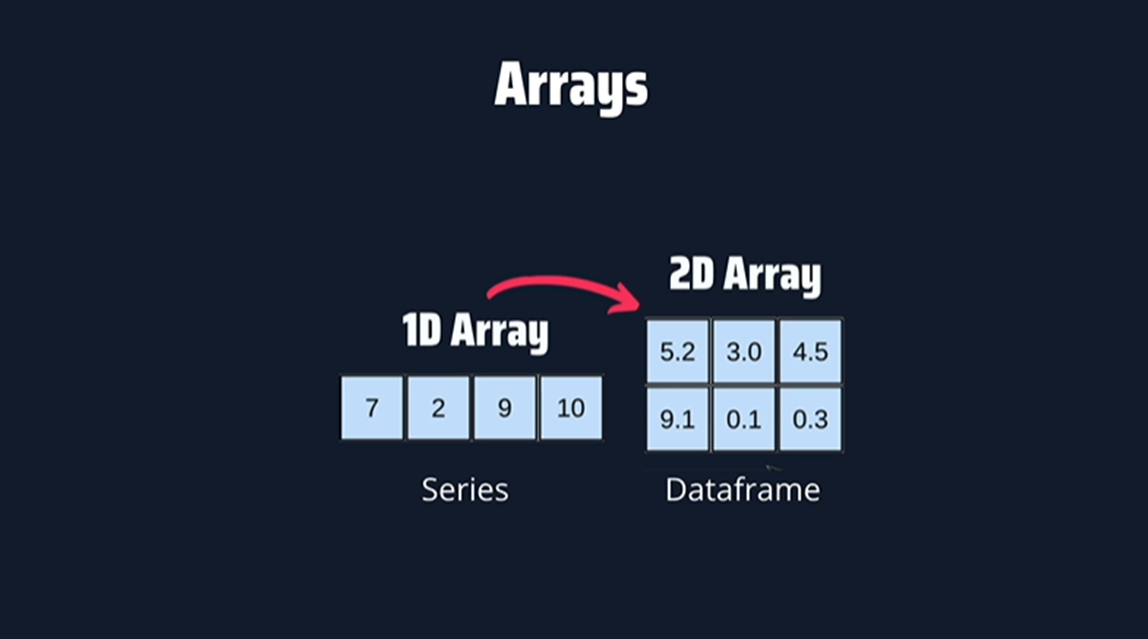 Arrays
1D Array
7 2 9 10
Series
2D Array
5.2 3.0 4.5
9.1 0.1 0.3
Dataframe